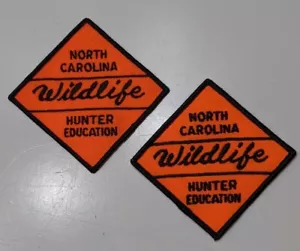 NORTH
CAROLINA
Wildlife
HUNTER
EDUCATION
NORTH
CAROLINA
Wildlife
HUNTER
EDUCATION